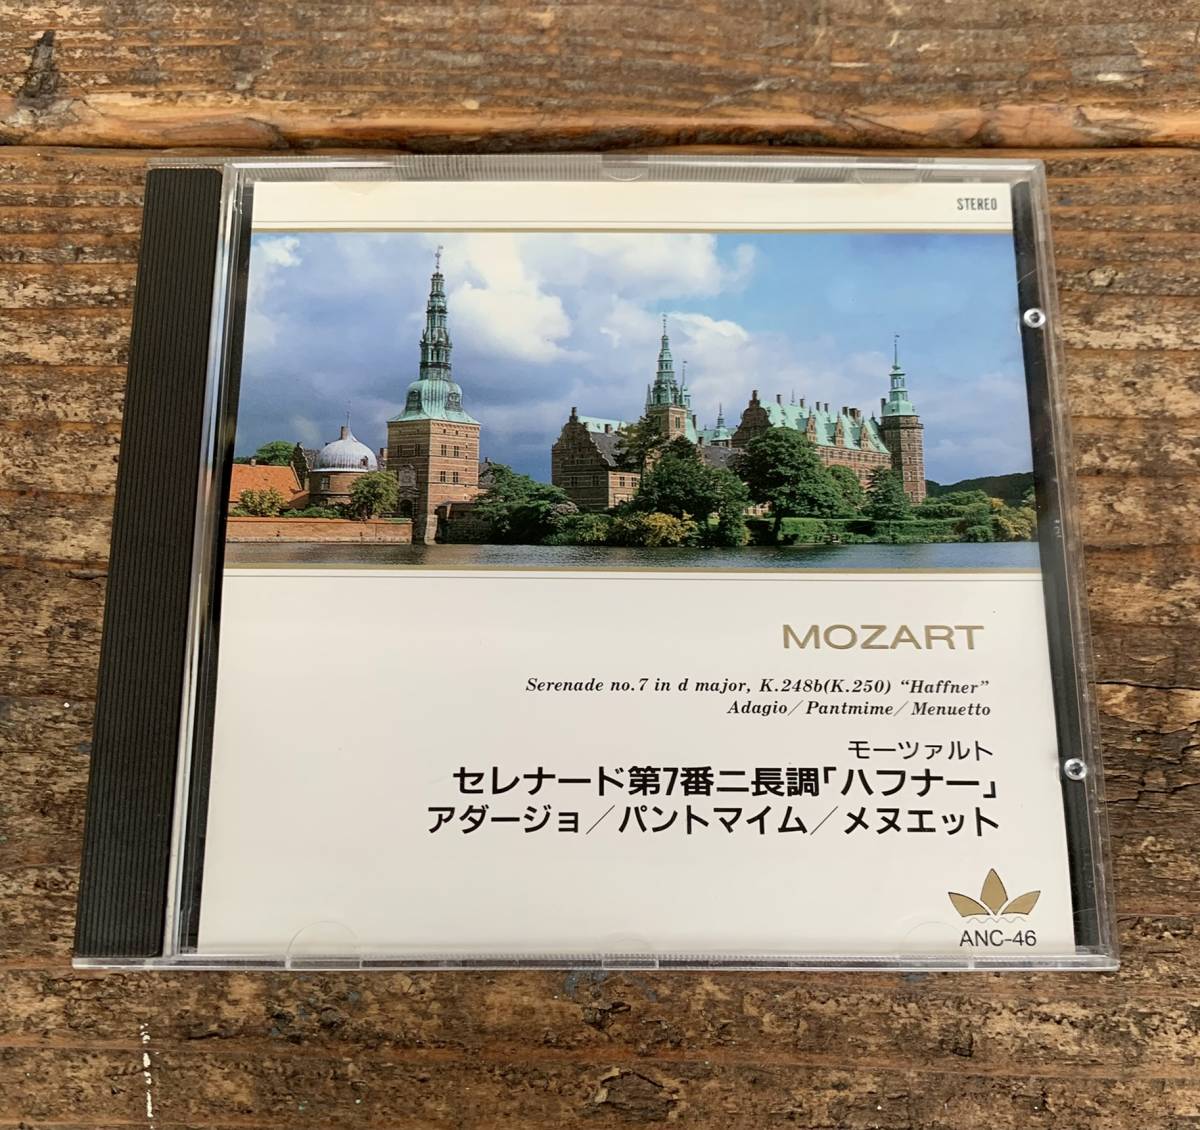 STEREO
MOZART
Serenade no.7 in d major, K.248b(K.250) “Haffner”
Adagio/Pantmime/Menuetto
モーツァルト
セレナード第7番ニ長調「ハフナー」
アダージョ/パントマイム/メヌエット
ANC-46